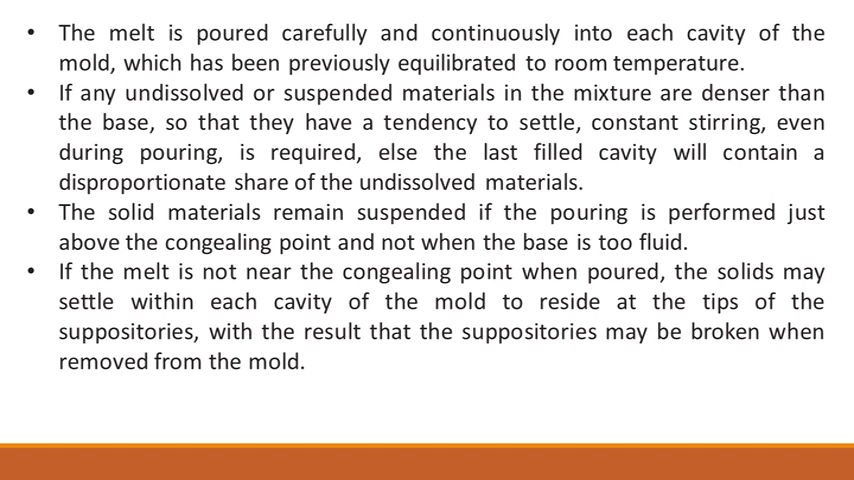 • The melt is poured carefully and continuously into each cavity of the
mold, which has been previously equilibrated to room temperature.
• If any undissolved or suspended materials in the mixture are denser than
the base, so that they have a tendency to settle, constant stirring, even
during pouring, is required, else the last filled cavity will contain a
disproportionate share of the undissolved materials.
• The solid materials remain suspended if the pouring is performed just
above the congealing point and not when the base is too fluid.
• If the melt is not near the congealing point when poured, the solids may
settle within each cavity of the mold to reside at the tips of the
suppositories, with the result that the suppositories may be broken when
removed from the mold.